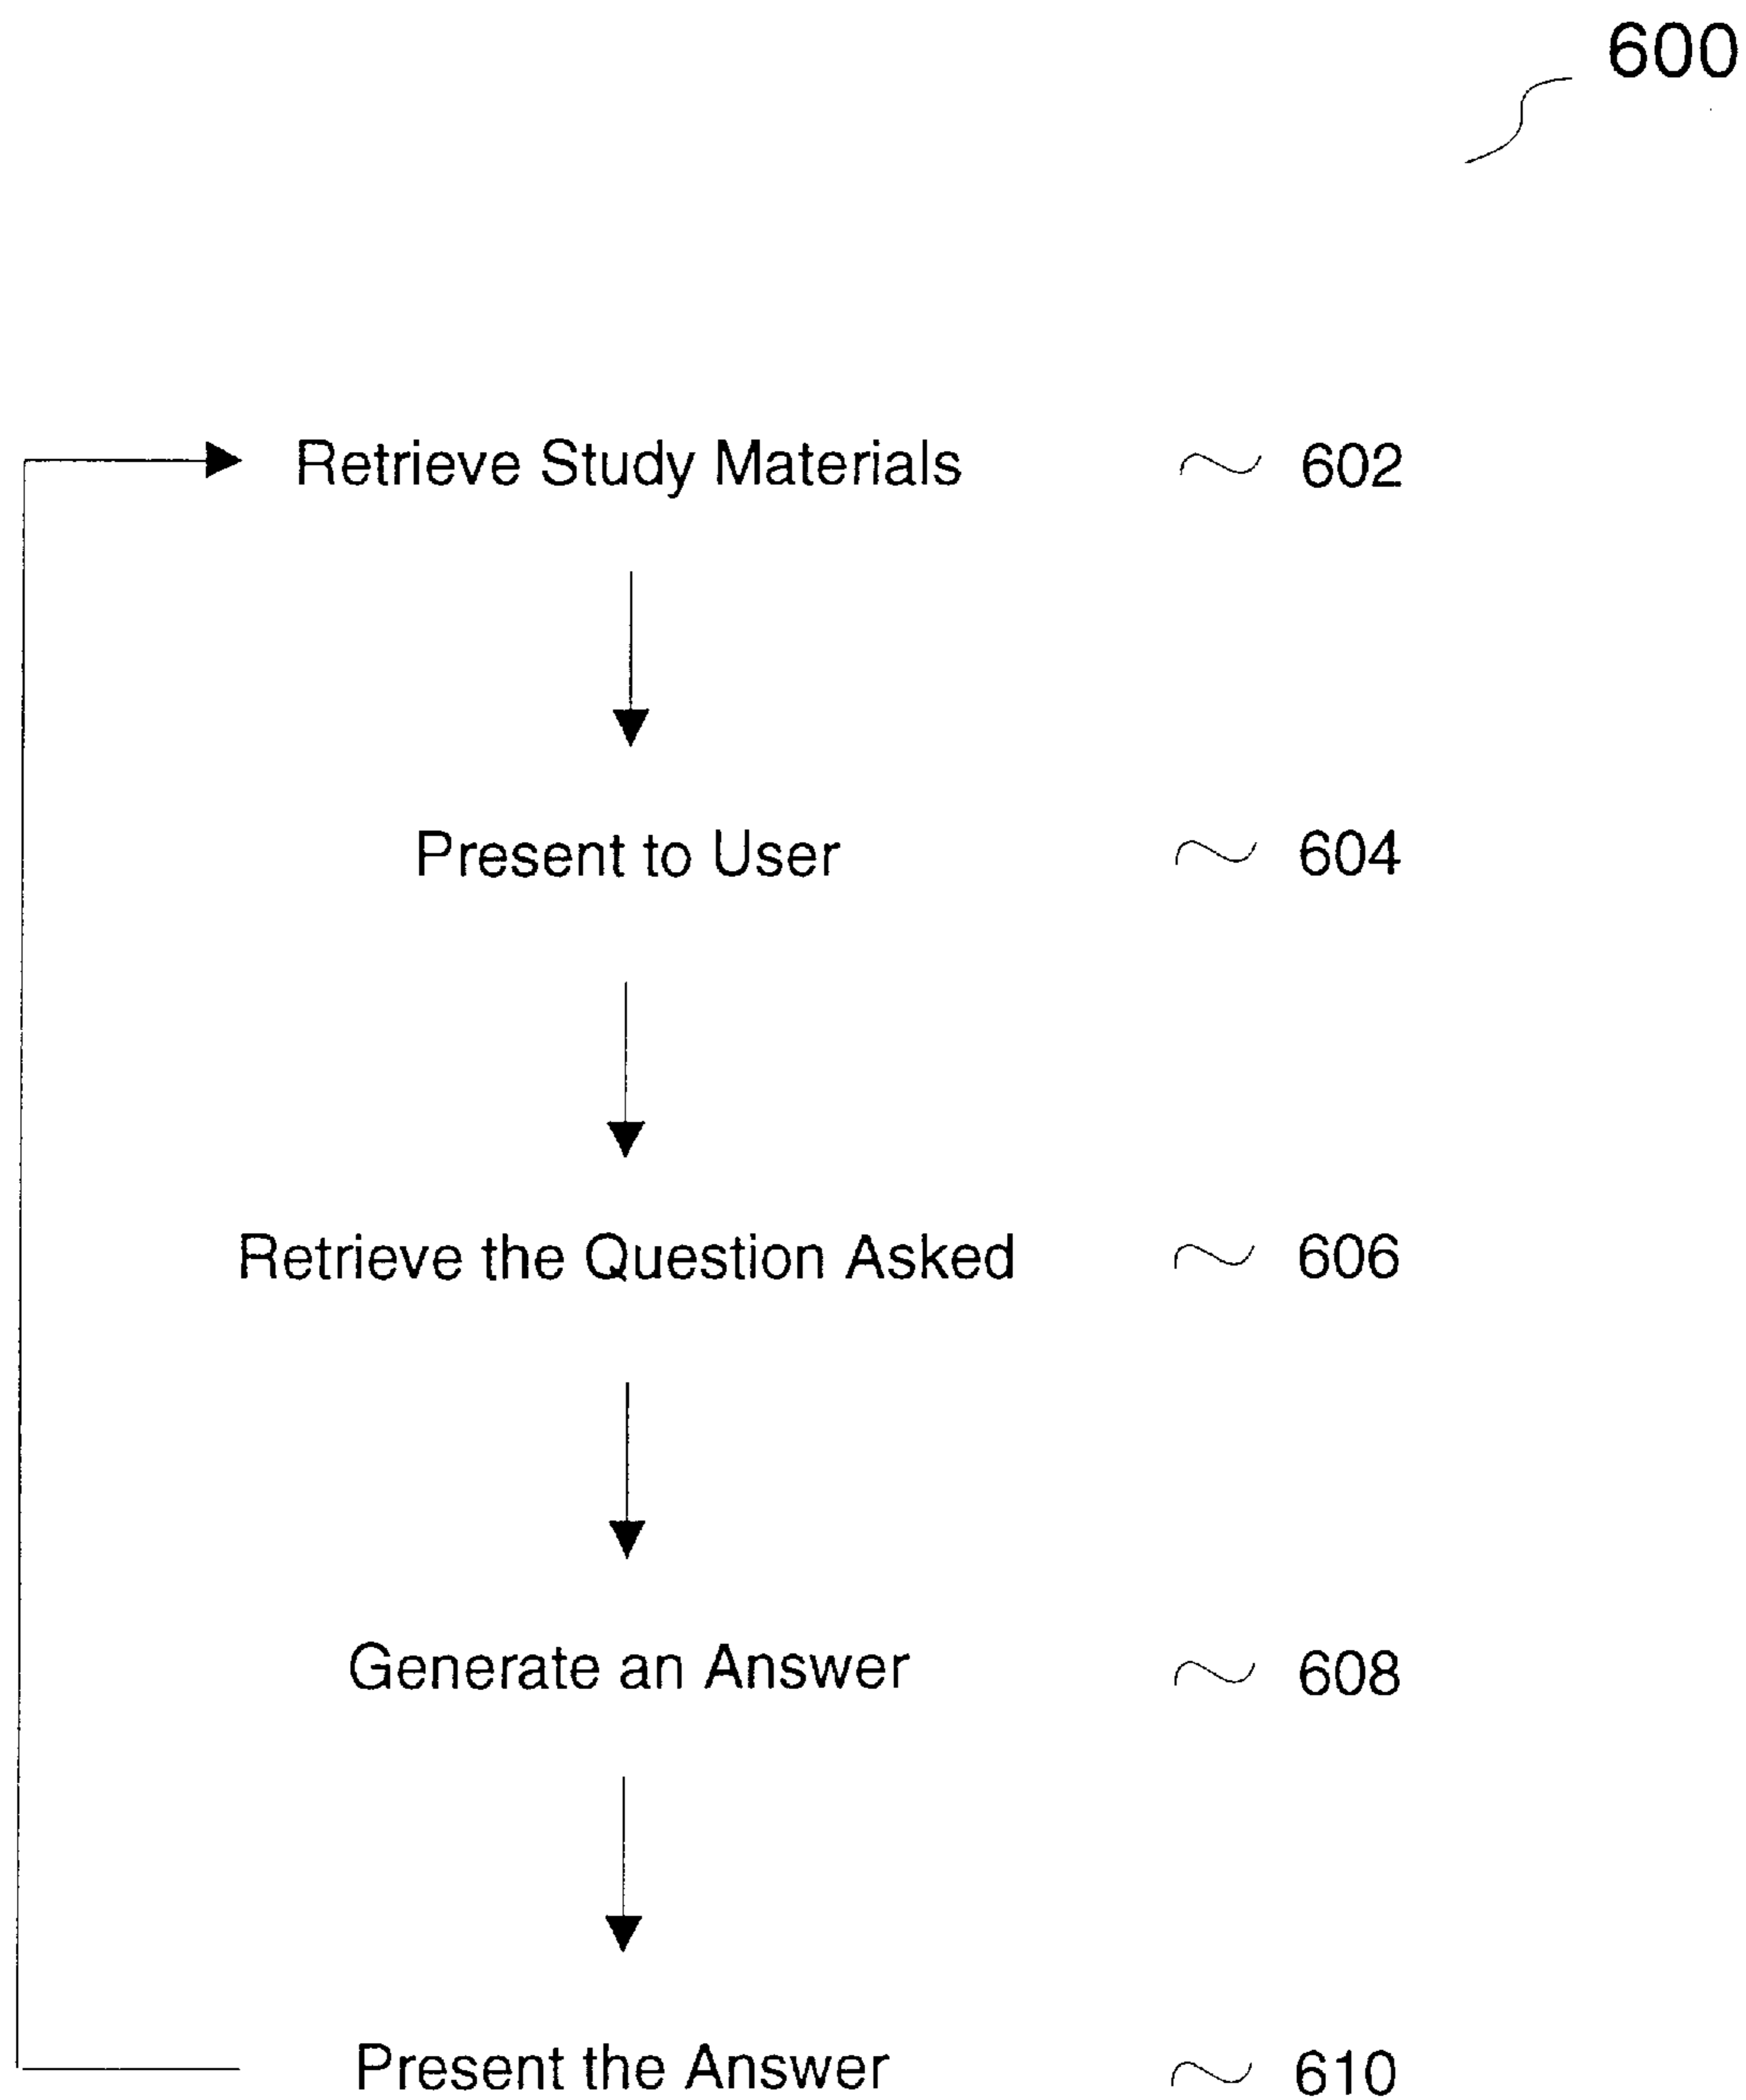 600
Retrieve Study Materials 602
Present to User 604
Retrieve the Question Asked 606
Generate an Answer 608
Present the Answer 610